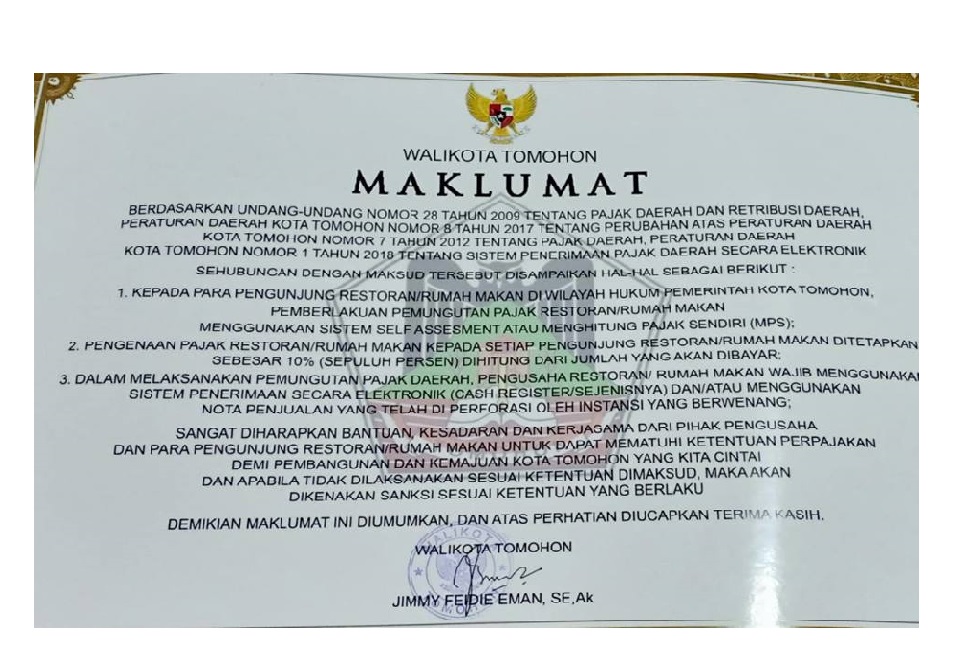 WALIKOTA TOMOHON
MAKLUMAT
BERDASARKAN UNDANG-UNDANG NOMOR 28 TAHUN 2009 TENTANG PAJAK DAERAH DAN RETRIBUSI DAERAH,
PERATURAN DAERAH KOTA TOMOHON NOMOR 8 TAHUN 2017 TENTANG PERUBAHAN ATAS PERATURAN DAERAH
KOTA TOMOHON NOMOR 7 TAHUN 2012 TENTANG PAJAK DAERAH, PERATURAN DAERAH
KOTA TOMOHON NOMOR 1 TAHUN 2018 TENTANG SISTEM PENERIMAAN PAJAK DAERAH SECARA ELEKTRONIK
SEHUBUNGAN DENGAN MAKSUD TERSEBUT DISAMPAIKAN HAL-HAL SEBAGAI BERIKUT :
1. KEPADA PARA PENGUNJUNG RESTORAN/RUMAH MAKAN DI WILAYAH HUKUM PEMERINTAH KOTA TOMOHON,
PEMBERLAKUAN PEMUNGUTAN PAJAK RESTORAN/RUMAH MAKAN
MENGGUNAKAN SISTEM SELF ASSESMENT ATAU MENGHITUNG PAJAK SENDIRI (MPS);
2. PENGENAAN PAJAK RESTORAN/RUMAH MAKAN KEPADA SETIAP PENGUNJUNG RESTORAN/RUMAH MAKAN DITETAPKAN
SEBESAR 10% (SEPULUH PERSEN) DIHITUNG DARI JUMLAH YANG AKAN DIBAYAR;
3. DALAM MELAKSANAKAN PEMUNGUTAN PAJAK DAERAH, PENGUSAHA RESTORAN/ RUMAH MAKAN WAJIB MENGGUNAKAN
SISTEM PENERIMAAN SECARA ELEKTRONIK (CASH REGISTER/SEJENISNYA) DAN/ATAU MENGGUNAKAN
NOTA PENJUALAN YANG TELAH DI PERFORASI OLEH INSTANSI YANG BERWENANG;
SANGAT DIHARAPKAN BANTUAN, KESADARAN DAN KERJASAMA DARI PIHAK PENGUSAHA
DAN PARA PENGUNJUNG RESTORAN/RUMAH MAKAN UNTUK DAPAT MEMATUHI KETENTUAN PERPAJAKAN
DEMI PEMBANGUNAN DAN KEMAJUAN KOTA TOMOHON YANG KITA CINTAI
DAN APABILA TIDAK DILAKSANAKAN SESUAI KETENTUAN DIMAKSUD, MAKA AKAN
DIKENAKAN SANKSI SESUAI KETENTUAN YANG BERLAKU
DEMIKIAN MAKLUMAT INI DIUMUMKAN, DAN ATAS PERHATIAN DIUCAPKAN TERIMA KASIH.
WALIKOTA TOMOHON
WALIKOTA
JIMMY FEIDIE EMAN, SE,Ak